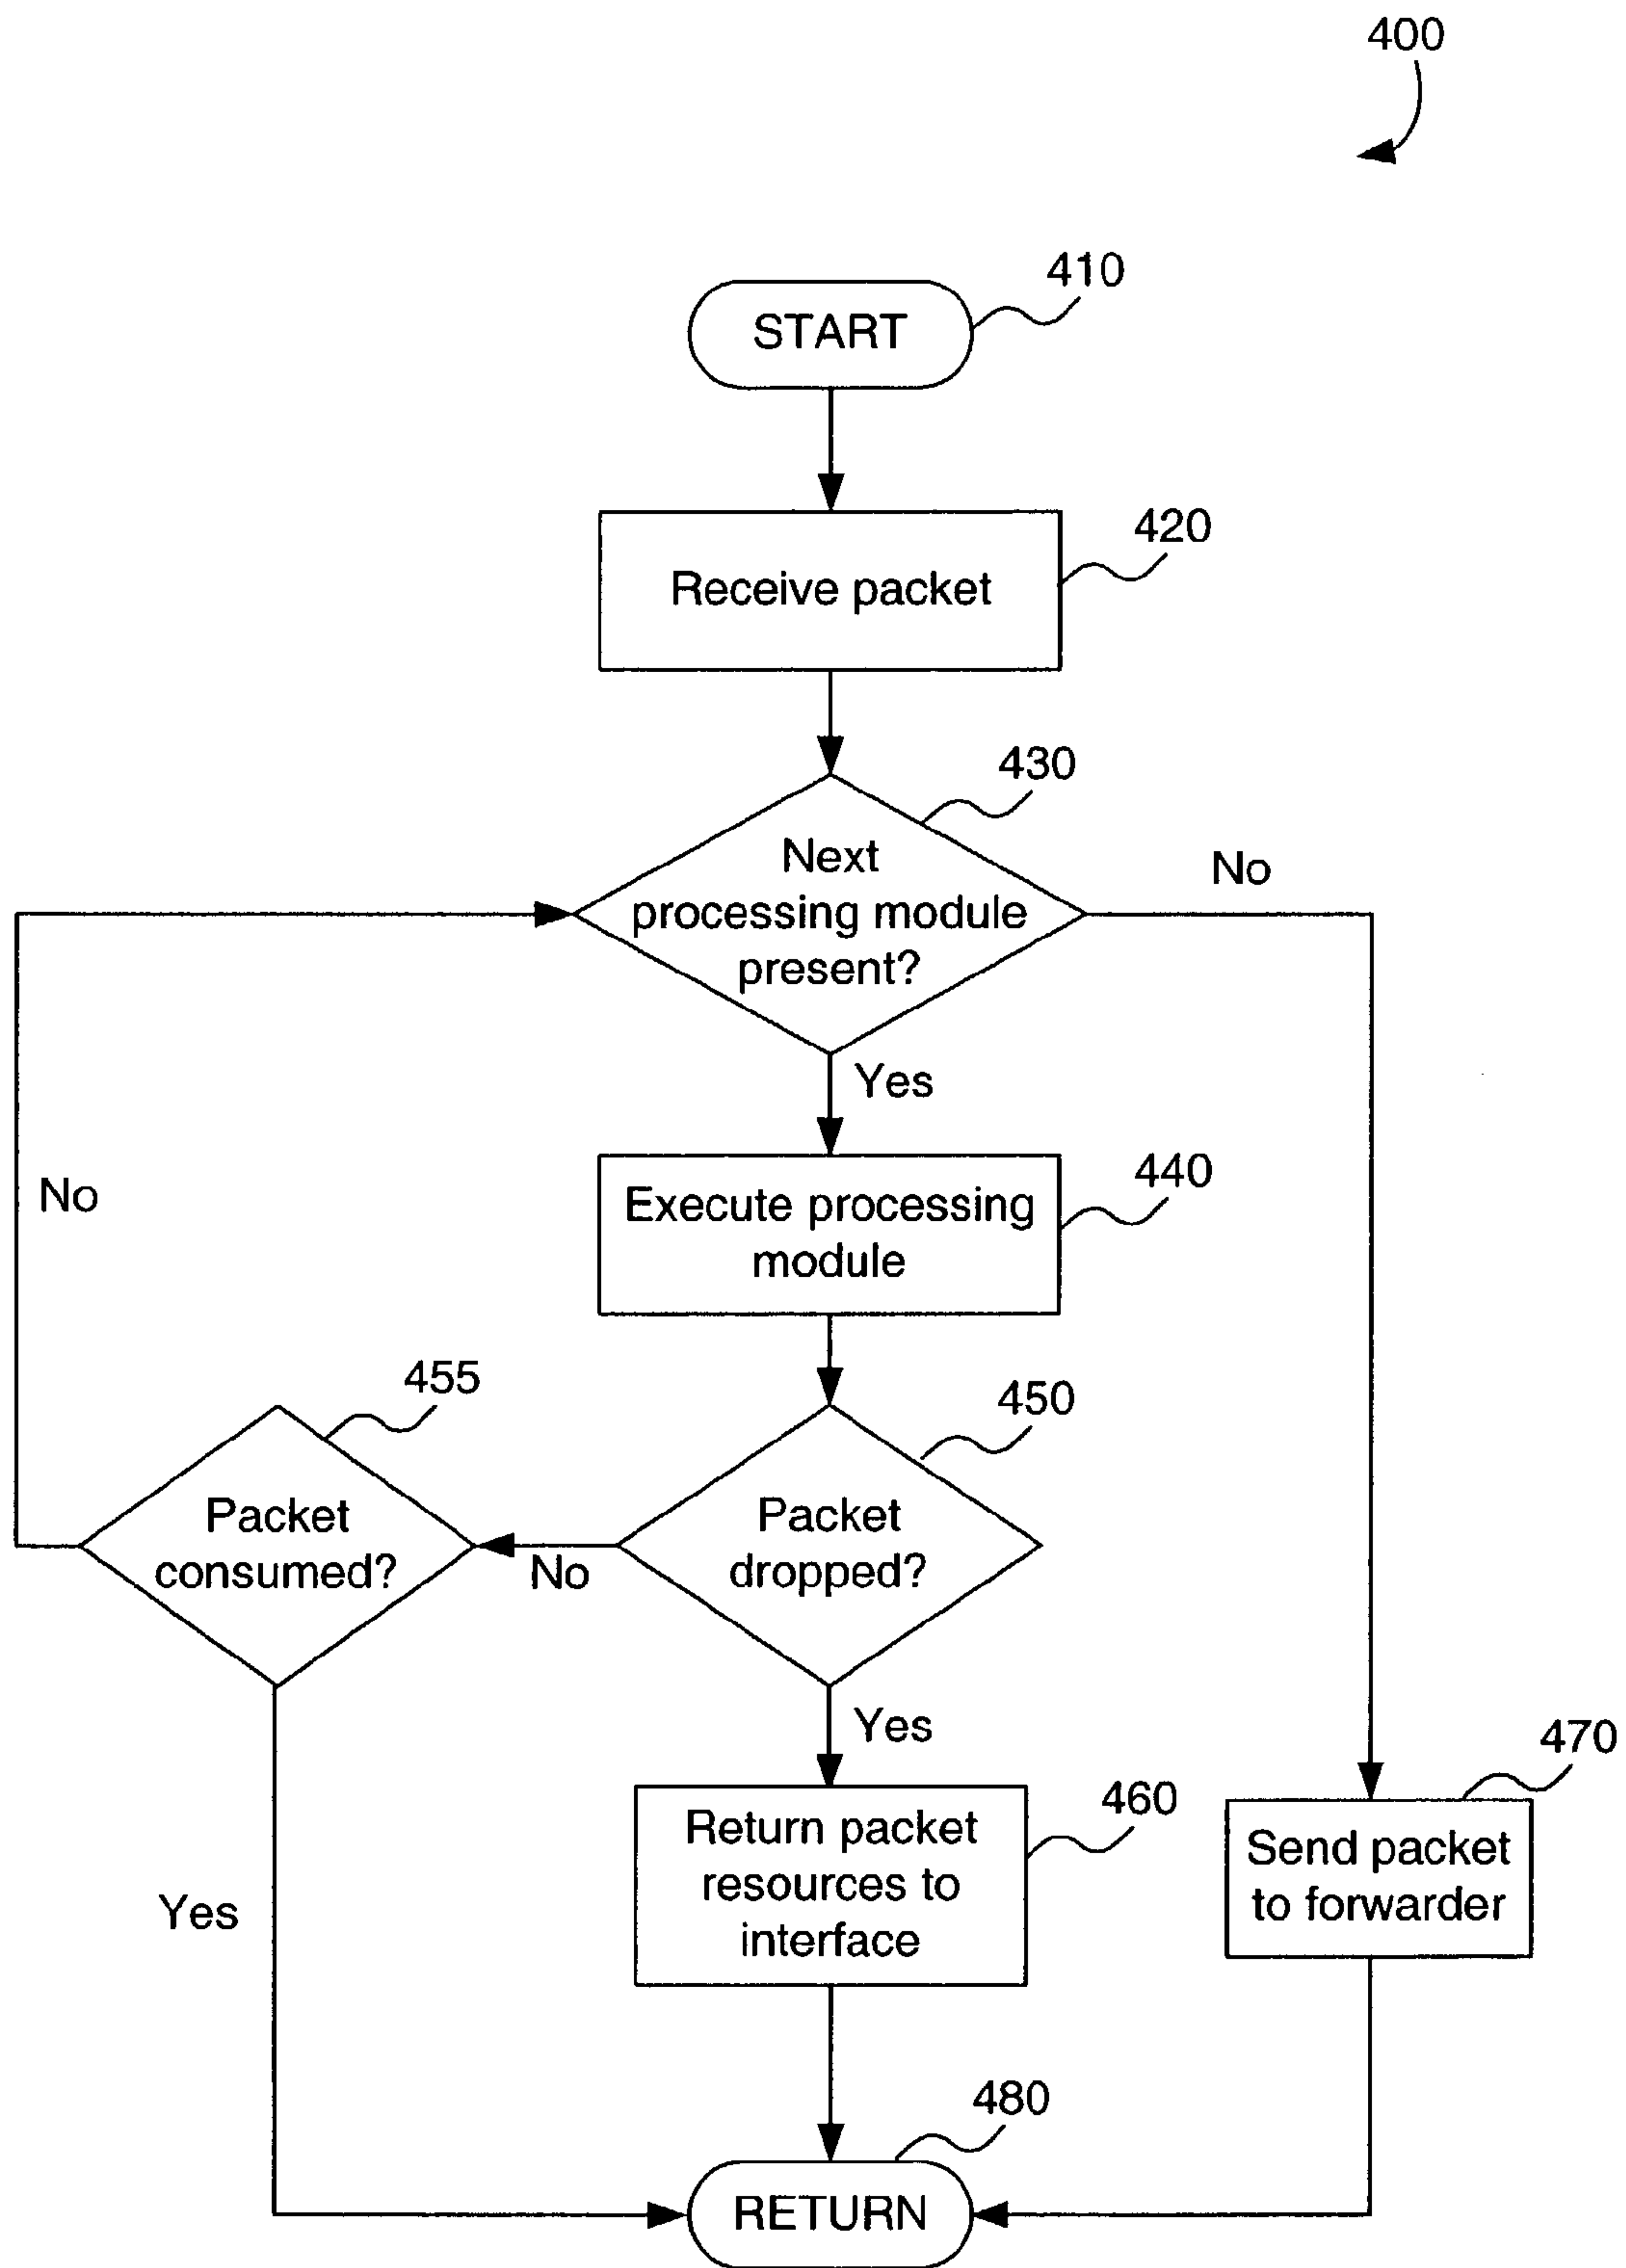 400
410
START
420
Receive packet
430
Next
processing module
present?
No
Yes
440
Execute processing
module
No
455
450
Packet
consumed?
No
Packet
dropped?
Yes
460
Return packet
resources to
interface
470
Send packet
to forwarder
Yes
480
RETURN